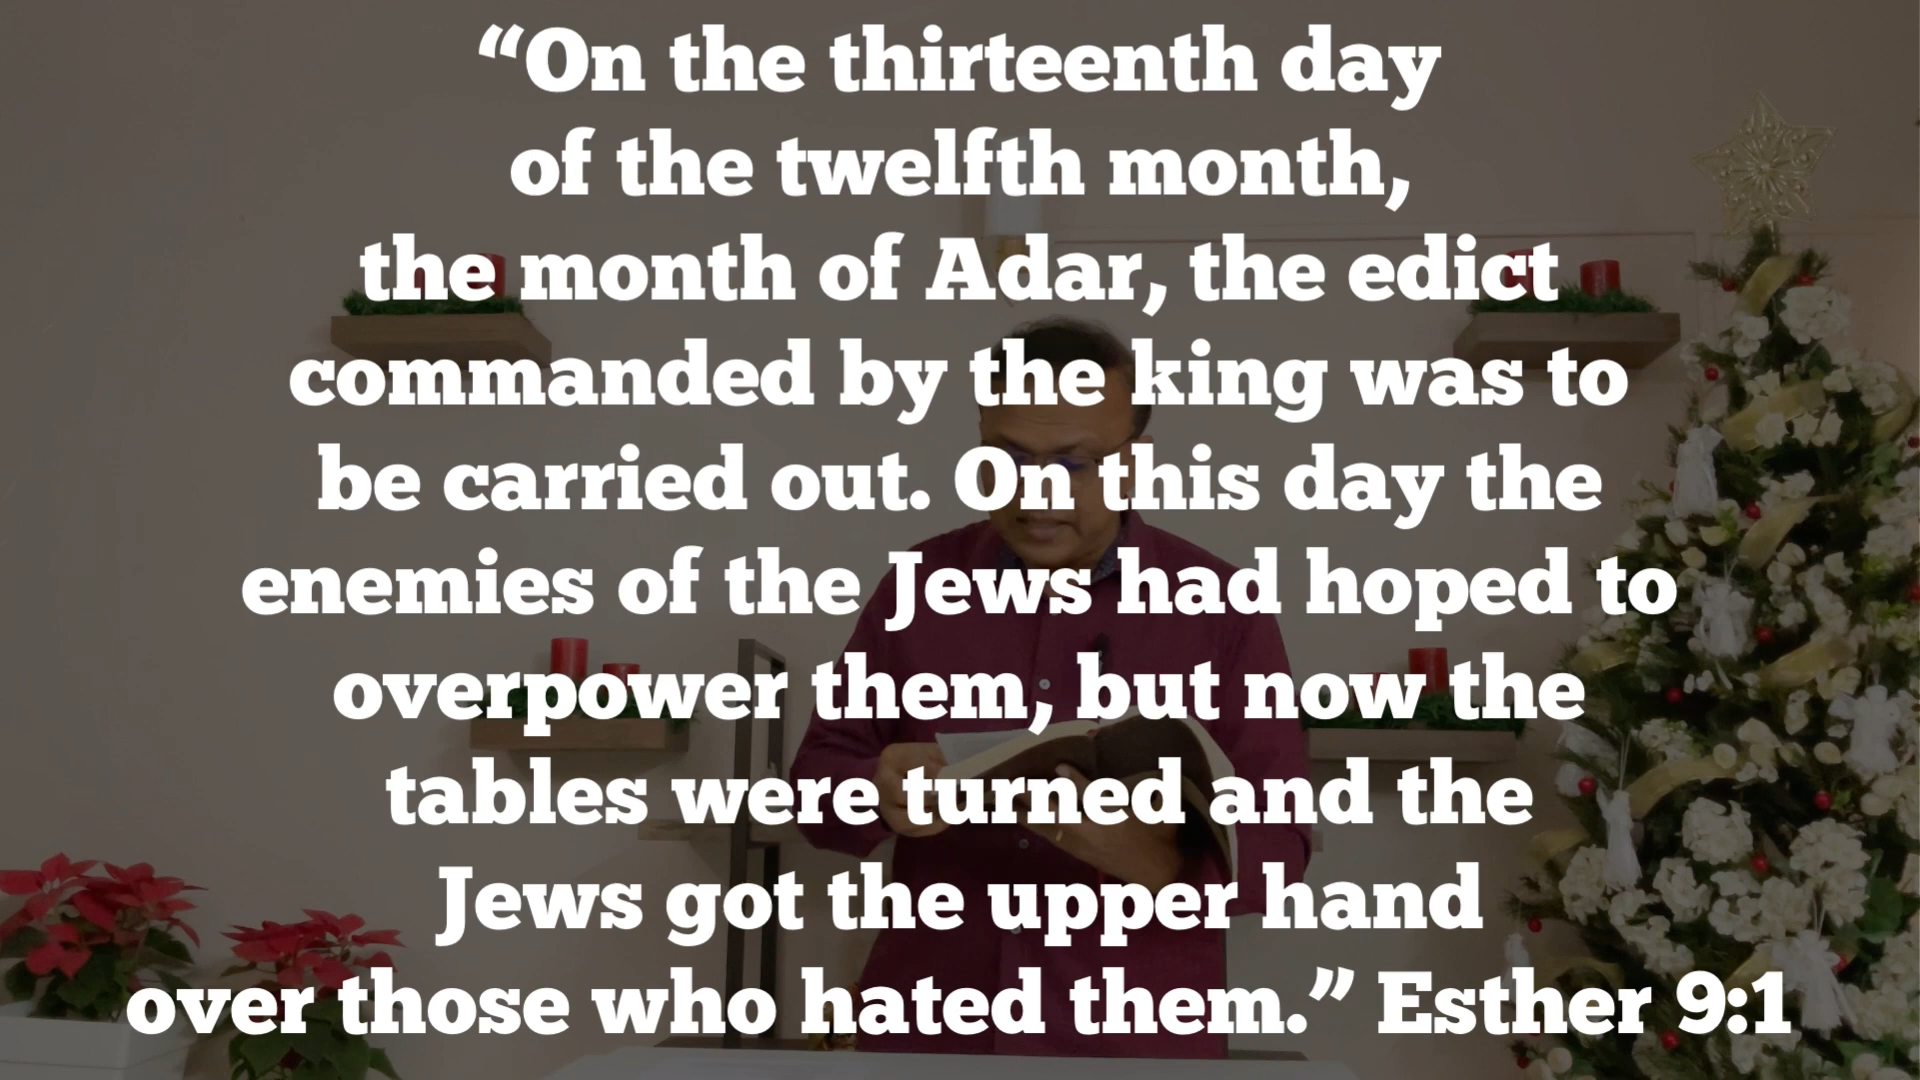 “On the thirteenth day
of the twelfth month,
the month of Adar, the edict
commanded by the king was to
be carried out. On this day the
enemies of the Jews had hoped to
overpower them, but now the
tables were turned and the
Jews got the upper hand
over those who hated them.” Esther 9:1